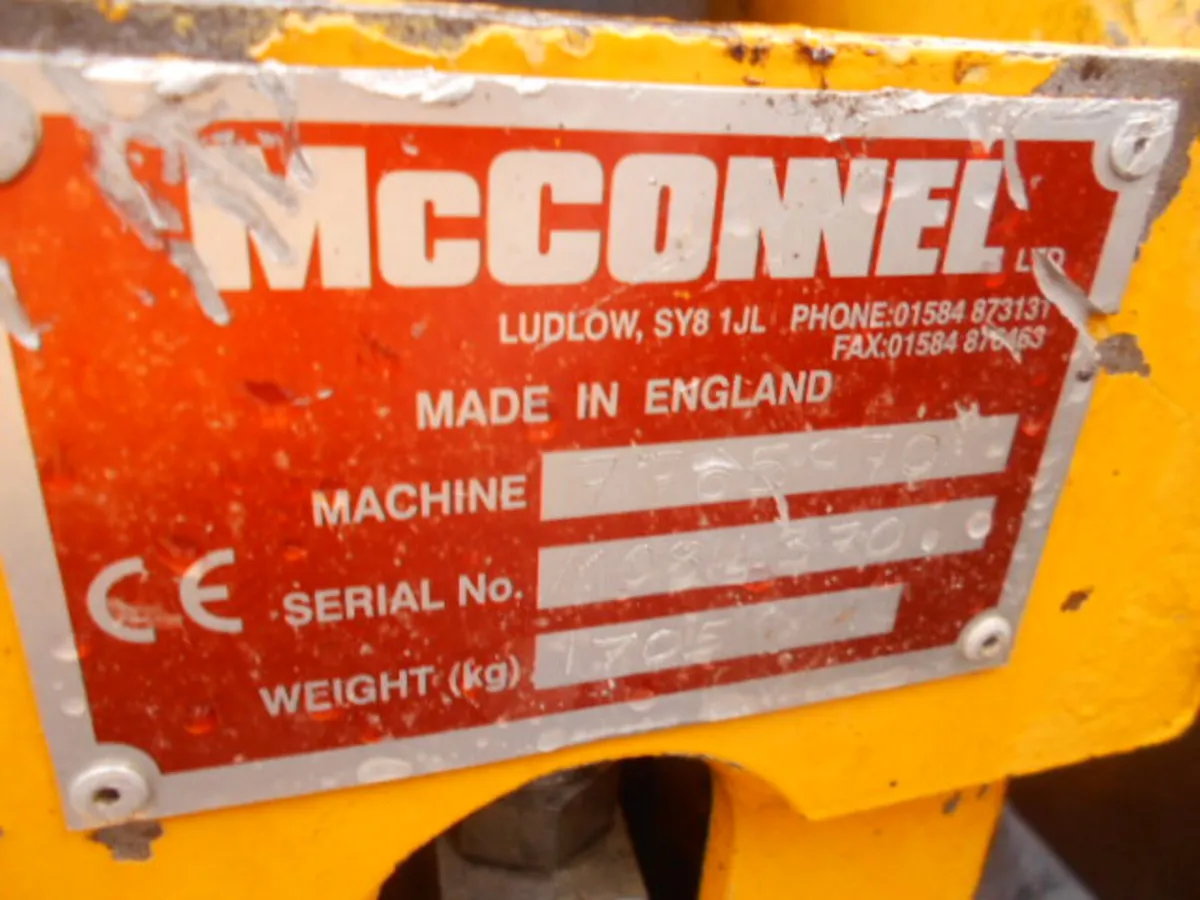 McCONNEL LTD
LUDLOW, SY8 1JL PHONE:01584 873131
FAX:01584 876463
MADE IN ENGLAND
MACHINE
SERIAL No.
CE
WEIGHT (kg)